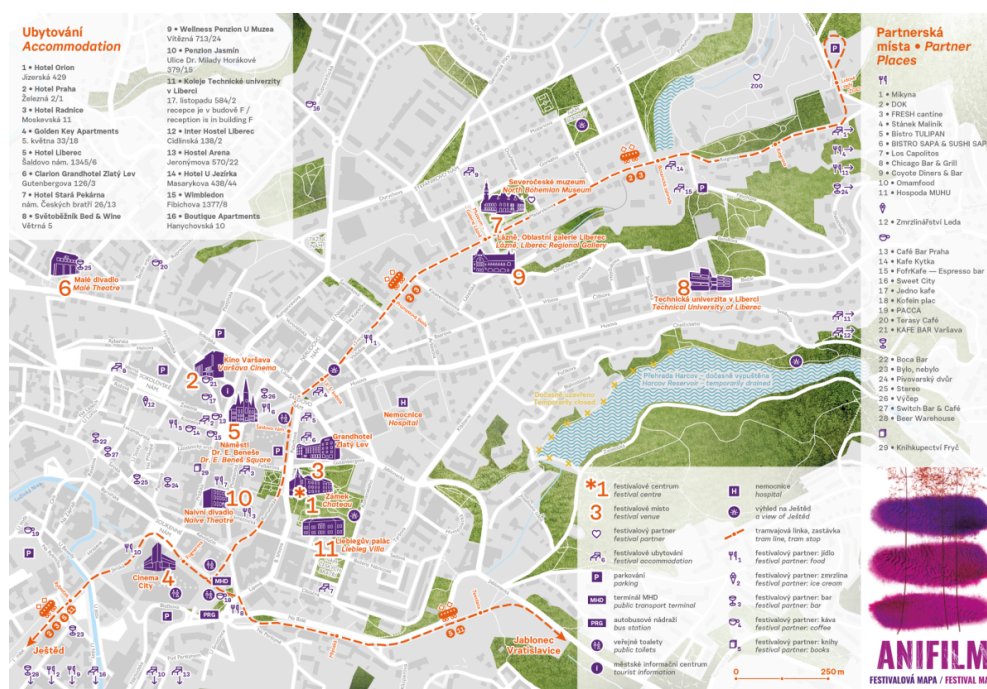 Ubytování
Accommodation
1 • Hotel Orion
Jizerská 429
2 • Hotel Praha
Železná 2/1
3 • Hotel Radnice
Moskevská 11
4 • Golden Key Apartments
5. května 33/18
5 • Hotel Liberec
Šaldovo nám. 1345/6
6 • Clarion Grandhotel Zlatý Lev
Gutenbergova 126/3
7 • Hotel Stará Pekárna
nám. Českých bratří 26/13
8 • Světoběžník Bed & Wine
Větrná 5
9 • Wellness Penzion U Muzea
Vítězná 713/24
10 • Penzion Jasmín
Ulice Dr. Milady Horákové
379/15
11 • Koleje Technické univerzity
v Liberci
17. listopadu 584/2
recepce je v budově F /
reception is in building F
12 • Inter Hostel Liberec
Cidlinská 138/2
13 • Hostel Arena
Jeronýmova 570/22
14 • Hotel U Jezírka
Masarykova 438/44
15 • Wimbledon
Fibichova 1377/8
16 • Boutique Apartments
Hanychovská 10
Partnerská
místa • Partner
Places
1 • Mikyna
2 • DOK
3 • FRESH cantine
4 • Stánek Maliník
5 • Bistro TULIPAN
6 • BISTRO SAPA & SUSHI SAP
7 • Los Capolitos
8 • Chicago Bar & Grill
9 • Coyote Diners & Bar
10 • Omamfood
11 • Hospoda MUHU
12 • Zmrzlinářství Leda
13 • Café Bar Praha
14 • Kafe Kytka
15 • FofrKafe — Espresso bar
16 • Sweet City
17 • Jedno kafe
18 • Kofein plac
19 • PACCA
20 • Terasy Café
21 • KAFE BAR Varšava
22 • Boca Bar
23 • Bylo, nebylo
24 • Pivovarský dvůr
25 • Stereo
26 • Výčep
27 • Switch Bar & Café
28 • Beer Warehouse
29 • Knihkupectví Fryč
ZOO
Severočeské muzeum
North Bohemian Museum
7
Lázně, Oblastní galerie Liberec
Lázně, Liberec Regional Gallery
9
8
Technická univerzita v Liberci
Technical University of Liberec
6
Malé divadlo
Malé Theatre
Kino Varšava
Varšava Cinema
2
5
Náměstí
Dr. E. Beneše
Dr. E. Beneš Square
Nemocnice
Hospital
Grandhotel
Zlatý Lev
3
*1
Zámek
Chateau
10
Naivní divadlo
Naive Theatre
Liebiegův palác
Liebieg Villa
11
Cinema
City
4
MHD
PRG
Ještěd
Jablonec
Vratislavice
Přehrada Harcov – dočasně vypuštěna
Harcov Reservoir – temporarily drained
Dočasně uzavřeno
Temporarily closed
*1 festivalové centrum
festival centre
3 festivalové místo
festival venue
festivalový partner
festival partner
festivalové ubytování
festival accommodation
P parkování
parking
MHD terminál MHD
public transport terminal
PRG autobusové nádraží
bus station
veřejné toalety
public toilets
i městské informační centrum
tourist information
H nemocnice
hospital
výhled na Ještěd
a view of Ještěd
tramvajová linka, zastávka
tram line, tram stop
festivalový partner: jídlo
festival partner: food
festivalový partner: zmrzlina
festival partner: ice cream
festivalový partner: bar
festival partner: bar
festivalový partner: káva
festival partner: coffee
festivalový partner: knihy
festival partner: books
0 250 m
ANIFILM
FESTIVALOVÁ MAPA / FESTIVAL MA